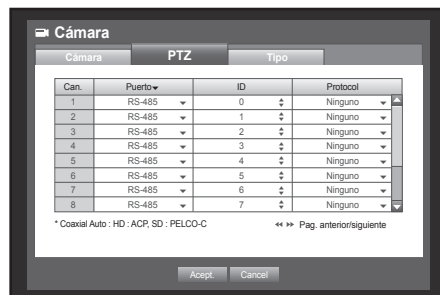 Cámara
Cámara PTZ Tipo
Can. Puerto ID Protocol
1 RS-485 0 Ninguno
2 RS-485 1 Ninguno
3 RS-485 2 Ninguno
4 RS-485 3 Ninguno
5 RS-485 4 Ninguno
6 RS-485 5 Ninguno
7 RS-485 6 Ninguno
8 RS-485 7 Ninguno
* Coaxial Auto : HD : ACP, SD : PELCO-C Pag. anterior/siguiente
Acept. Cancel